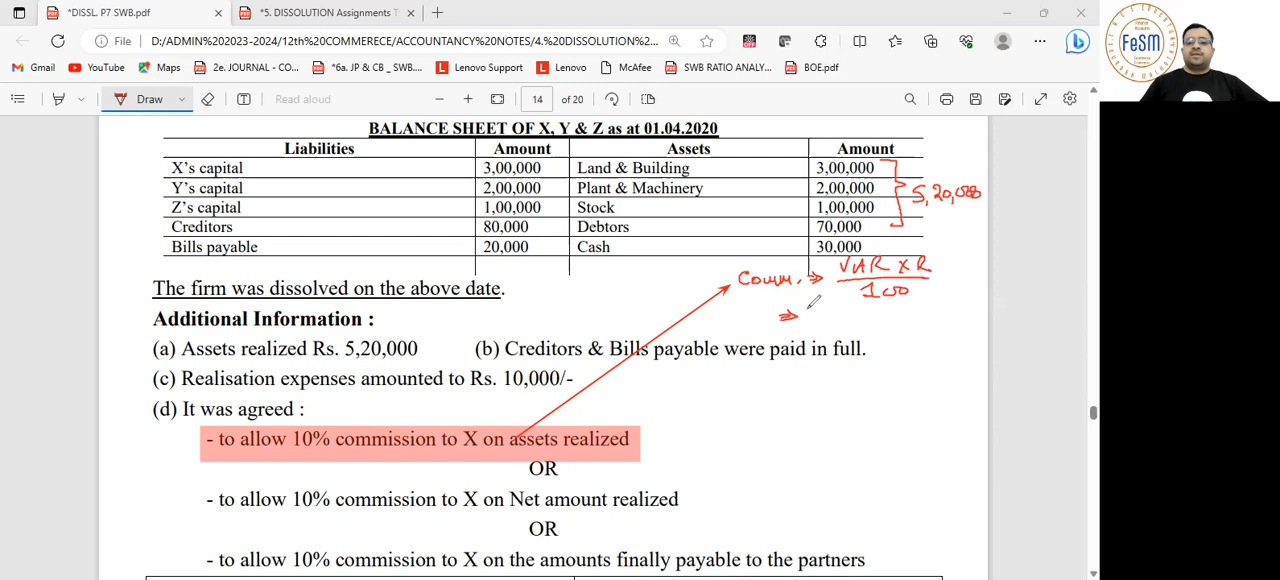 *DISSL. P7 SWB.pdf
*5. DISSOLUTION Assignments T
File
D:/ADMIN%202023-2024/12th%20COMMERCE/ACCOUNTANCY%20NOTES/4.%20DISSOLUTION%...
Gmail YouTube Maps 2e. JOURNAL - CO... *6a. JP & SCB _ SWB.... Lenovo Support Lenovo McAfee SWB RATIO ANALY... BOE.pdf
Draw Read aloud 14 of 20
FeSM
BALANCE SHEET OF X, Y & Z as at 01.04.2020
Liabilities Amount Assets Amount
X's capital 3,00,000 Land & Building 3,00,000
Y's capital 2,00,000 Plant & Machinery 2,00,000
5,20,000
Z's capital 1,00,000 Stock 1,00,000
Creditors 80,000 Debtors 70,000
Bills payable 20,000 Cash 30,000
Comm. ⇒ VAR X R
100
⇒
The firm was dissolved on the above date.
Additional Information :
(a) Assets realized Rs. 5,20,000 (b) Creditors & Bills payable were paid in full.
(c) Realisation expenses amounted to Rs. 10,000/-
(d) It was agreed :
- to allow 10% commission to X on assets realized
OR
- to allow 10% commission to X on Net amount realized
OR
- to allow 10% commission to X on the amounts finally payable to the partners